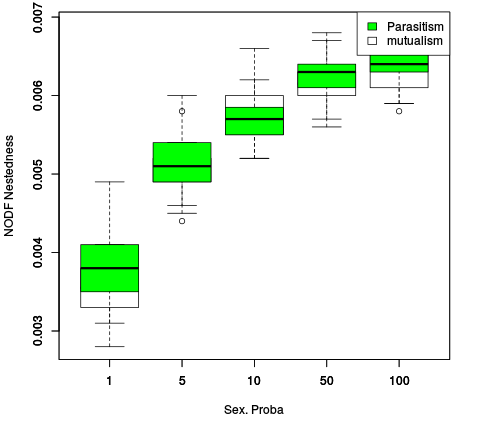 0.007
Parasitism
mutualism
0.006
0.005
0.004
0.003
NODF Nestedness
1 5 10 50 100
Sex. Proba